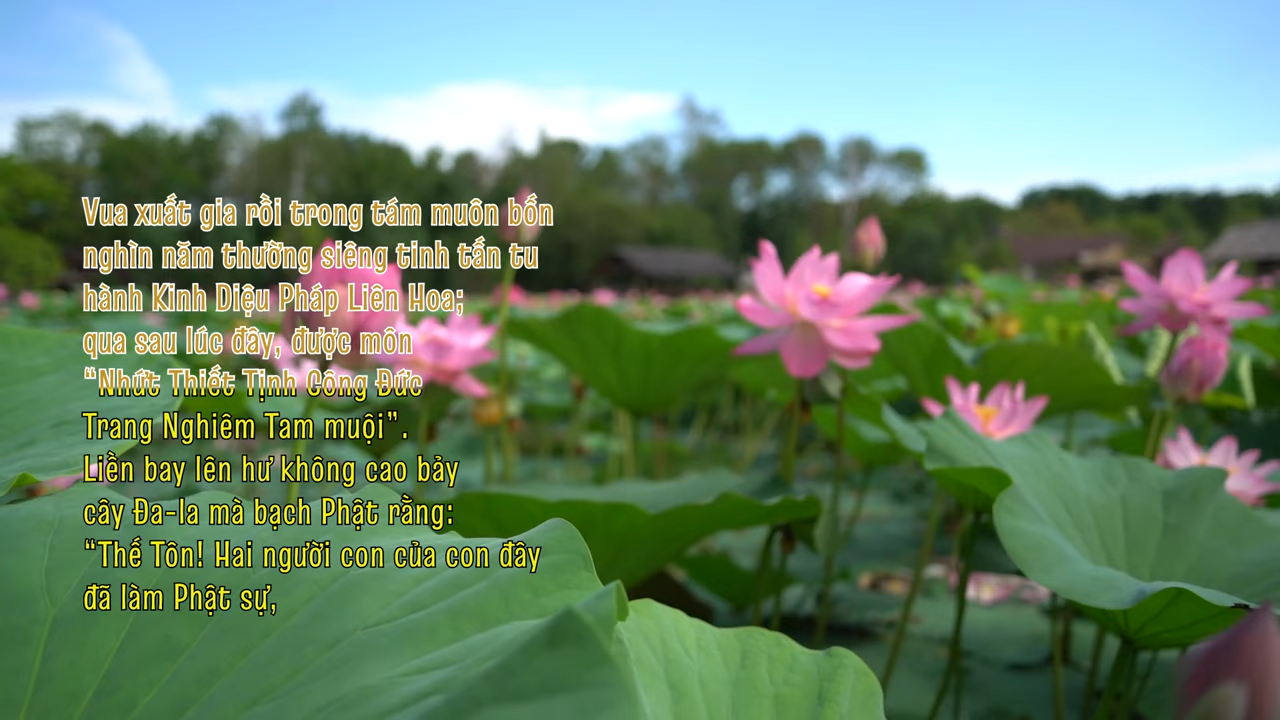 Vua xuất gia rồi trong tám muôn bốn
nghìn năm thường siêng tinh tấn tu
hành Kinh Diệu Pháp Liên Hoa;
qua sau lúc đây, được môn
“Nhứt Thiết Tịnh Công Đức
Trang Nghiêm Tam muội”.
Liền bay lên hư không cao bảy
cây Đa-la mà bạch Phật rằng:
“Thế Tôn! Hai người con của con đây
đã làm Phật sự,